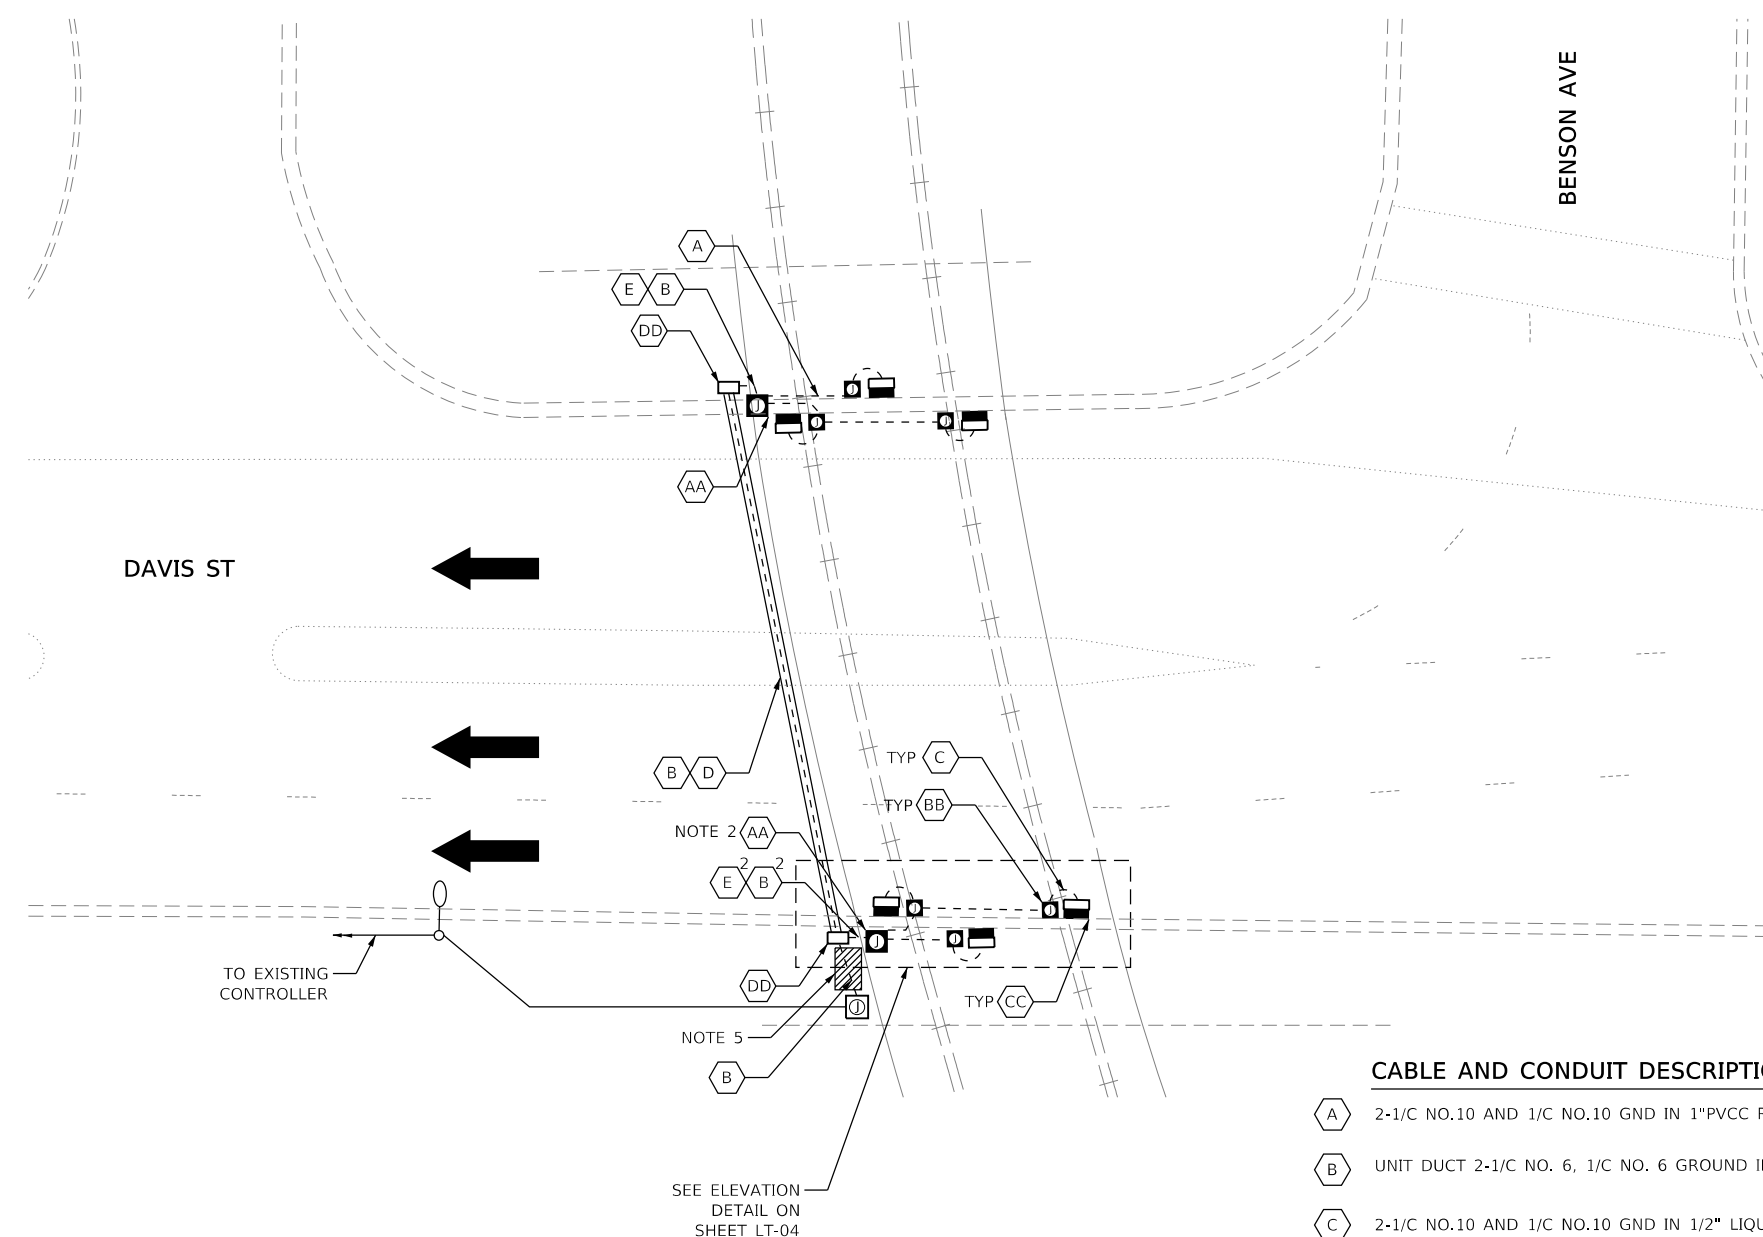 BENSON AVE
A
E B
DD
J
J
J
J
AA
DAVIS ST
B D
TYP C
TYP BB
NOTE 2 AA
2 2
E B
J
J
J
J
TO EXISTING
CONTROLLER
DD
TYP CC
J
NOTE 5
B
SEE ELEVATION
DETAIL ON
SHEET LT-04
CABLE AND CONDUIT
A 2-1/C NO.10 AND 1/C NO.10 GND IN 1"PVCC
B UNIT DUCT 2-1/C NO. 6, 1/C NO. 6 GROUND
C 2-1/C NO.10 AND 1/C NO.10 GND IN 1/2"